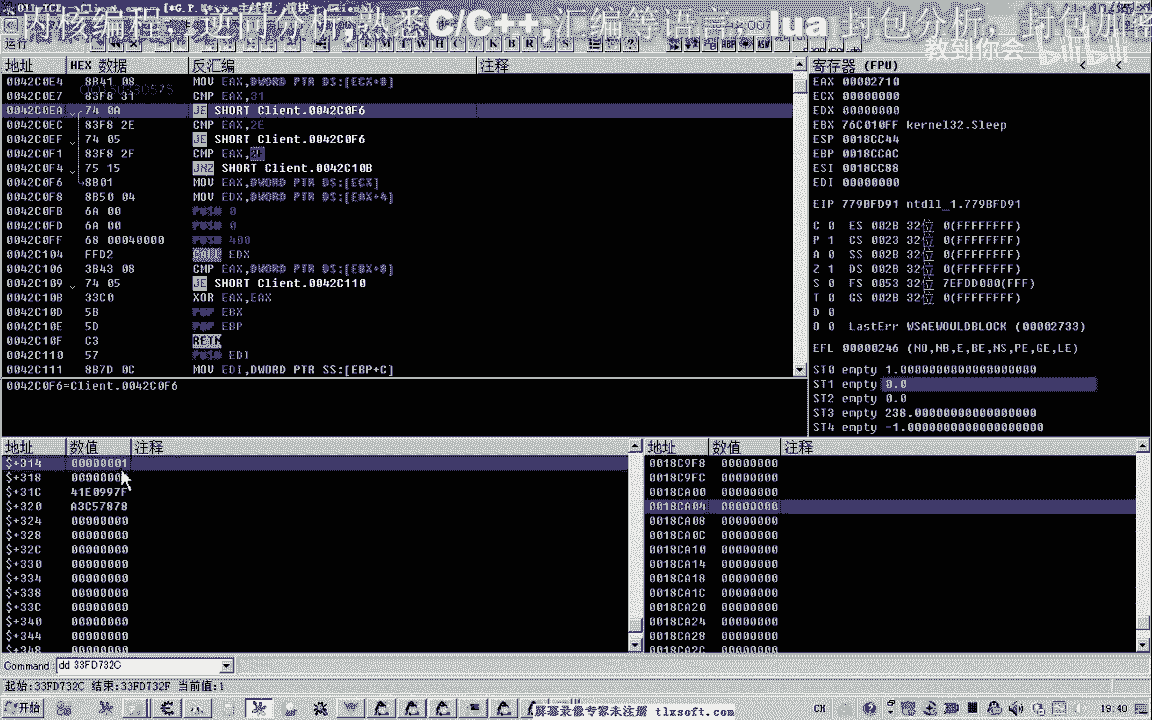 内核编程,逆向分析,熟悉C/C++,汇编等语言, lua 封包分析, 封包加密
教到你会 bilibili
地址 HEX 数据 反汇编 注释
0042C0E4 8B41 08 MOV EAX,DWORD PTR DS:[ECX+8]
0042C0E7 83F8 31 CMP EAX,31
0042C0EA 74 0A JE SHORT Client.0042C0F6
0042C0EC 83F8 2E CMP EAX,2E
0042C0EF 74 05 JE SHORT Client.0042C0F6
0042C0F1 83F8 2F CMP EAX,2F
0042C0F4 75 15 JNZ SHORT Client.0042C10B
0042C0F6 8B01 MOV EAX,DWORD PTR DS:[ECX]
0042C0F8 8B50 04 MOV EDX,DWORD PTR DS:[EAX+4]
0042C0FB 6A 00 PUSH 0
0042C0FD 6A 00 PUSH 0
0042C0FF 68 00040000 PUSH 400
0042C104 FFD2 CALL EDX
0042C106 3B43 08 CMP EAX,DWORD PTR DS:[EBX+8]
0042C109 74 05 JE SHORT Client.0042C110
0042C10B 33C0 XOR EAX,EAX
0042C10D 5B POP EBX
0042C10E 5D POP EBP
0042C10F C3 RETN
0042C110 57 PUSH EDI
0042C111 8B7D 0C MOV EDI,DWORD PTR SS:[EBP+C]
0042C0F6=Client.0042C0F6
寄存器 (FPU)
EAX 00002710
ECX 00000000
EDX 00000000
EBX 76C010FF kernel32.Sleep
ESP 0018CC44
EBP 0018CCAC
ESI 0018CC88
EDI 00000000
EIP 779BFD91 ntdll_1.779BFD91
C 0 ES 002B 32位 0(FFFFFFFF)
P 1 CS 0023 32位 0(FFFFFFFF)
A 0 SS 002B 32位 0(FFFFFFFF)
Z 1 DS 002B 32位 0(FFFFFFFF)
S 0 FS 0053 32位 7EFDD000(FFF)
T 0 GS 002B 32位 0(FFFFFFFF)
D 0
O 0 LastErr WSAEWOULDBLOCK (00002733)
EFL 00000246 (NO,NB,E,BE,NS,PE,GE,LE)
ST0 empty 1.0000000000000000000
ST1 empty 0.0
ST2 empty 0.0
ST3 empty 238.00000000000000000
ST4 empty -1.0000000000000000000
地址 数值 注释
$+314 00000001
$+318
$+31C 41E0997F
$+320 A3C57878
$+324 00000000
$+328 00000000
$+32C 00000000
$+330 00000000
$+334 00000000
$+338 00000000
$+33C 00000000
$+340 00000000
$+344 00000000
$+348 00000000
地址 数值 注释
0018C9F8 00000000
0018C9FC 00000000
0018CA00 00000000
0018CA04 00000000
0018CA08 00000000
0018CA0C 00000000
0018CA10 00000000
0018CA14 00000000
0018CA18 00000000
0018CA1C 00000000
0018CA20 00000000
0018CA24 00000000
0018CA28 00000000
0018CA2C 00000000
Command: dd 33FD732C
起始:33FD732C 结束:33FD732F 当前值:1
开始 屏幕录像专家未注册 tlxsoft.com CH 19:40